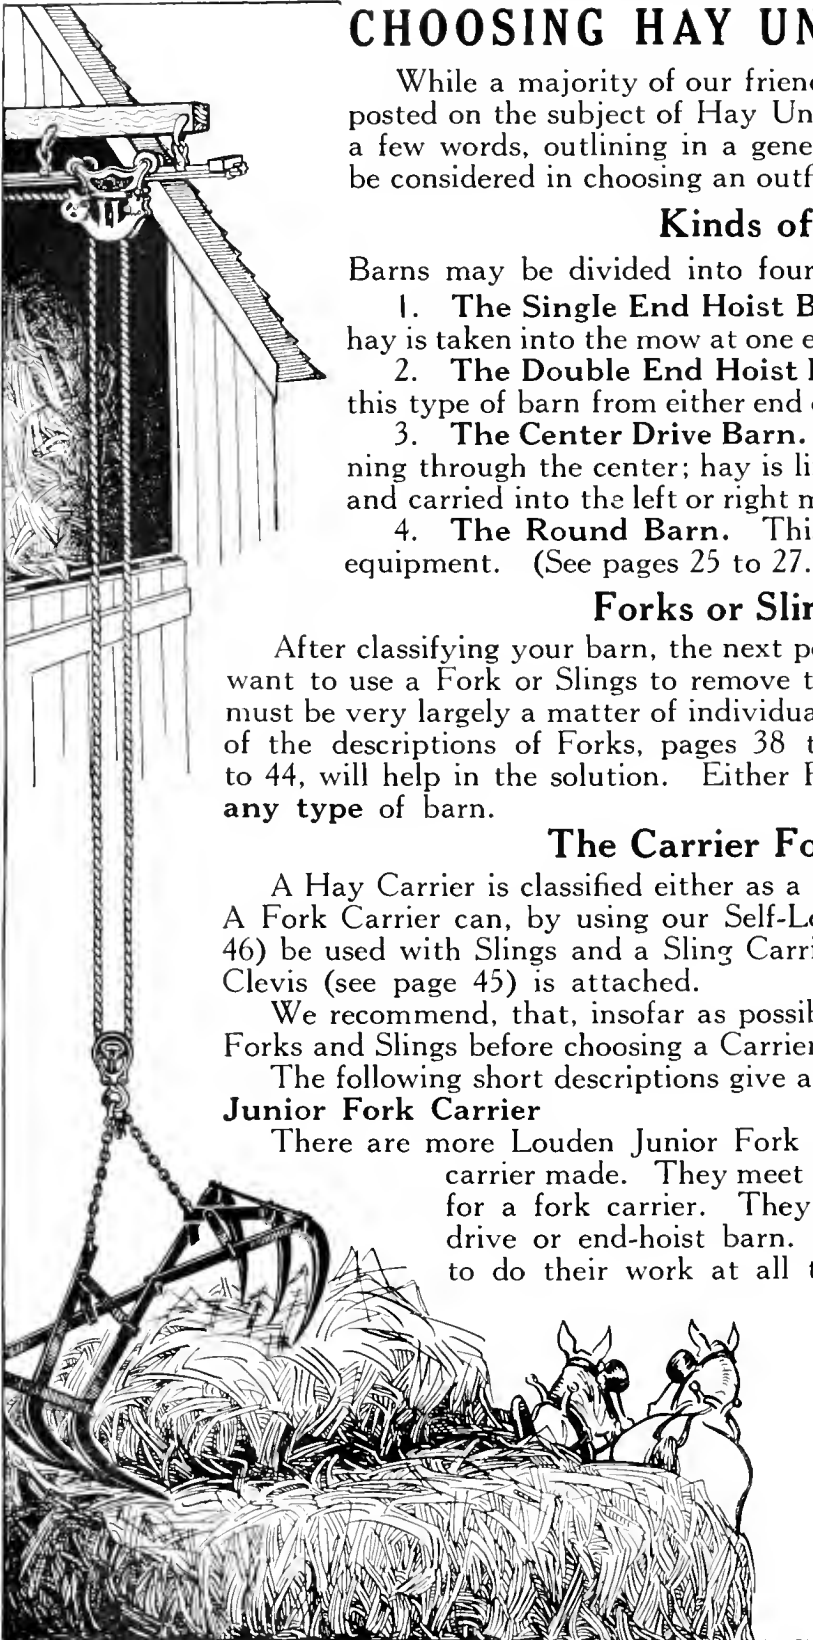 CHOOSING HAY UN
While a majority of our frien
posted on the subject of Hay Un
a few words, outlining in a gene
be considered in choosing an outf
Kinds of
Barns may be divided into four
1. The Single End Hoist B
hay is taken into the mow at one e
2. The Double End Hoist
this type of barn from either end
3. The Center Drive Barn.
ning through the center; hay is li
and carried into the left or right m
4. The Round Barn. Thi
equipment. (See pages 25 to 27.
Forks or Slin
After classifying your barn, the next p
want to use a Fork or Slings to remove t
must be very largely a matter of individua
of the descriptions of Forks, pages 38 t
to 44, will help in the solution. Either F
any type of barn.
The Carrier Fo
A Hay Carrier is classified either as a
A Fork Carrier can, by using our Self-Lo
46) be used with Slings and a Sling Carri
Clevis (see page 45) is attached.
We recommend, that, insofar as possib
Forks and Slings before choosing a Carrier
The following short descriptions give a
Junior Fork Carrier
There are more Louden Junior Fork
carrier made. They meet
for a fork carrier. They
drive or end-hoist barn.
to do their work at all t